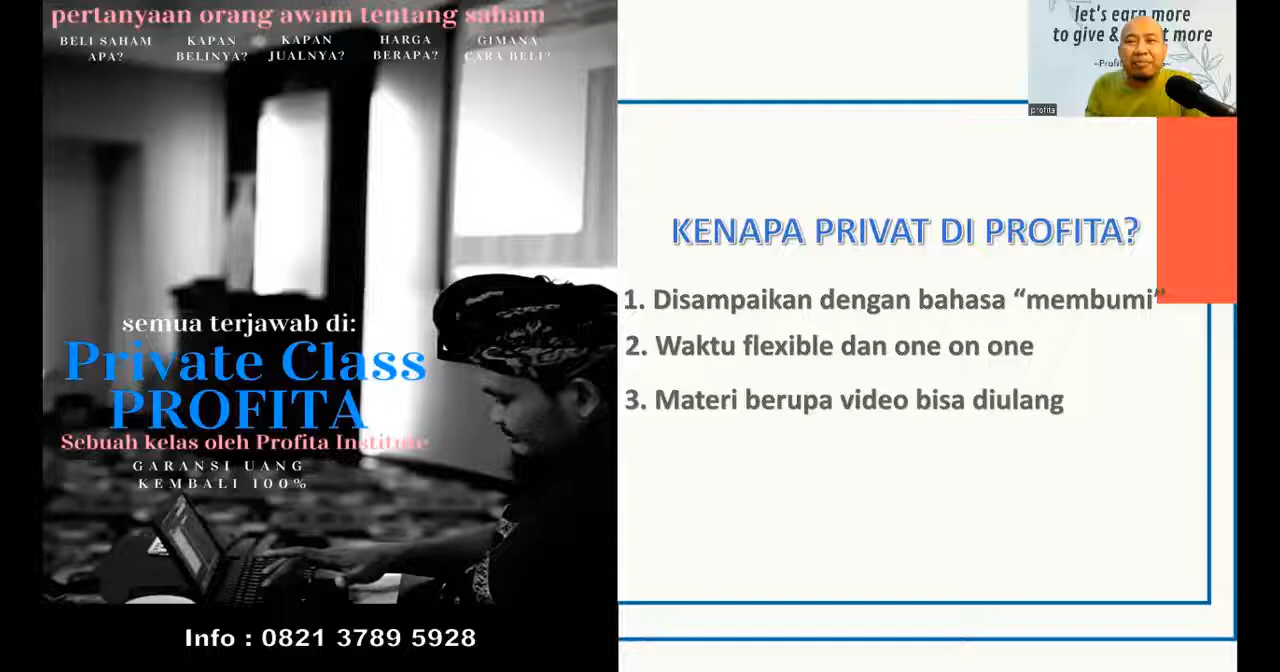 pertanyaan orang awam tentang saham
BELI SAHAM APA?
KAPAN BELINYA?
KAPAN JUALNYA?
HARGA BERAPA?
GIMANA CARA BELI?
semua terjawab di:
Private Class
PROFITA
Sebuah kelas oleh Profita Institute
GARANSI UANG
KEMBALI 100%
Info : 0821 3789 5928
let's earn more
to give & more
profita
KENAPA PRIVAT DI PROFITA?
1. Disampaikan dengan bahasa “membumi”
2. Waktu flexible dan one on one
3. Materi berupa video bisa diulang